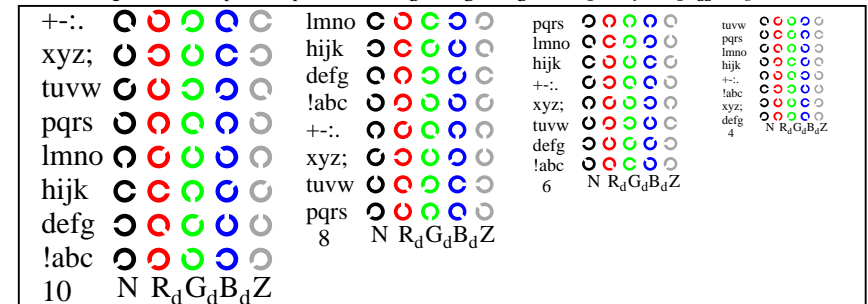 +-:.
xyz;
tuvw
pqrs
lmno
hijk
defg
!abc
10 N RdGdBdZ
lmno
hijk
defg
!abc
+-:.
xyz;
tuvw
pqrs
8 N RdGdBdZ
pqrs
lmno
hijk
+-:.
xyz;
tuvw
defg
!abc
6 N RdGdBdZ
tuvw
pqrs
lmno
hijk
+-:.
!abc
xyz;
defg
4 N RdGdBdZ